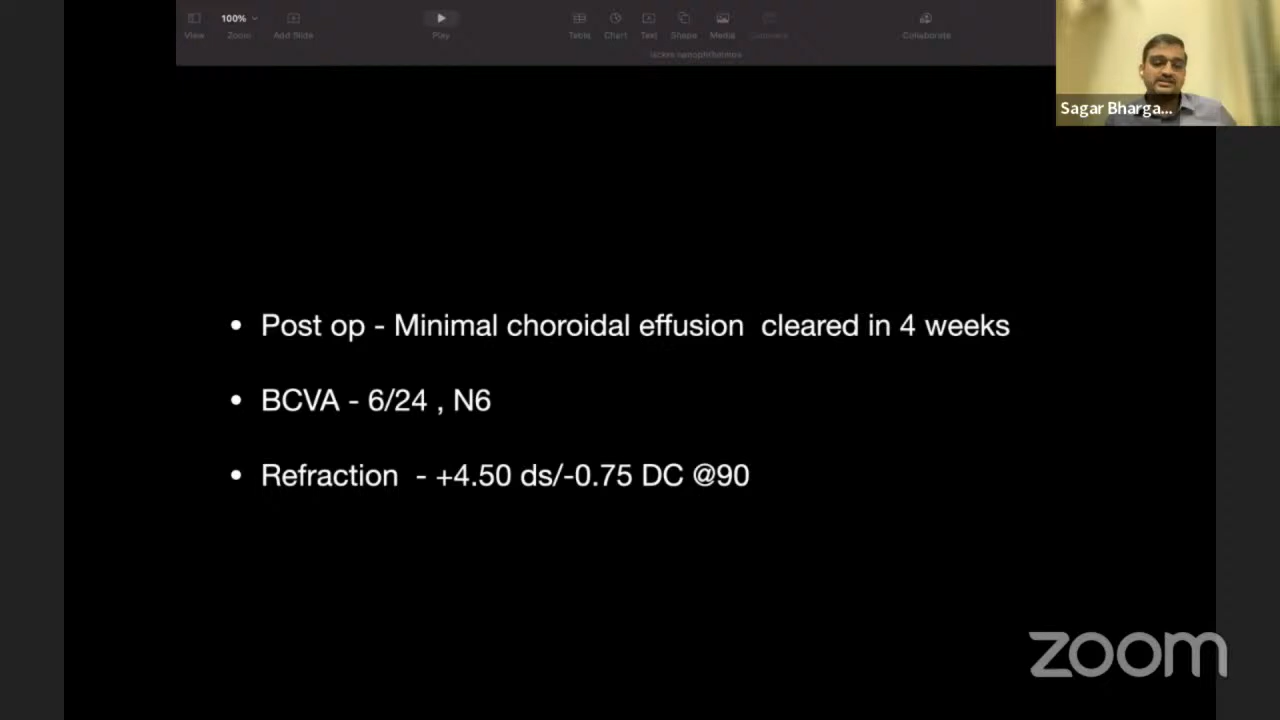 100%
View Zoom Add Slide Play Table Chart Text Shape Media Comment Collaborate
Sagar Bharga...
• Post op - Minimal choroidal effusion cleared in 4 weeks
• BCVA - 6/24 , N6
• Refraction - +4.50 ds/-0.75 DC @90
zoom